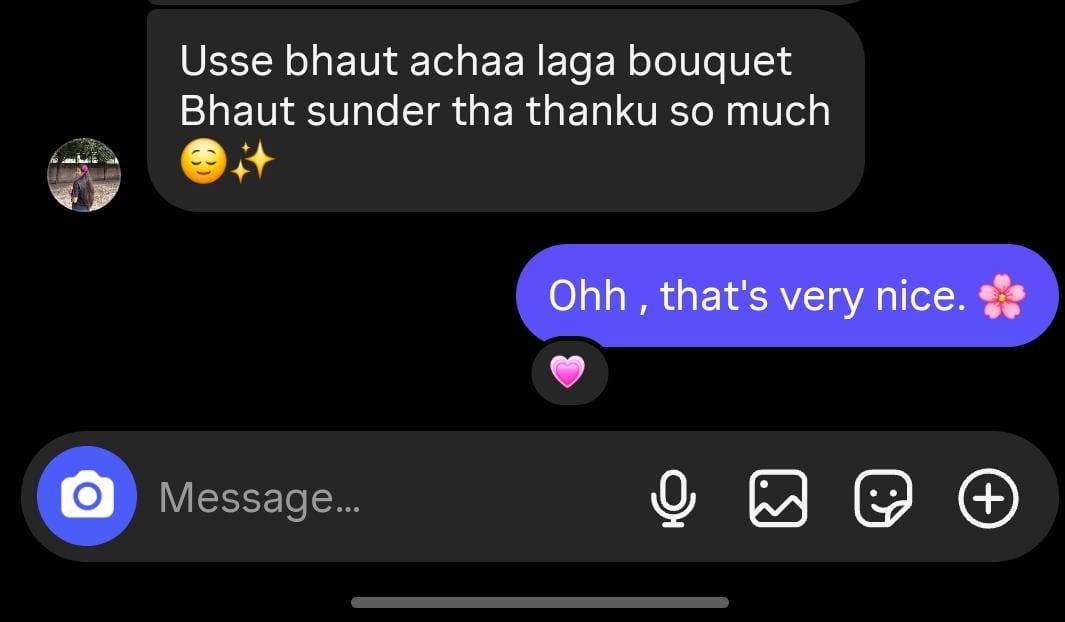 Usse bhaut achaa laga bouquet
Bhaut sunder tha thanku so much
😌✨
Ohh , that's very nice. 🌸
💗
Message...